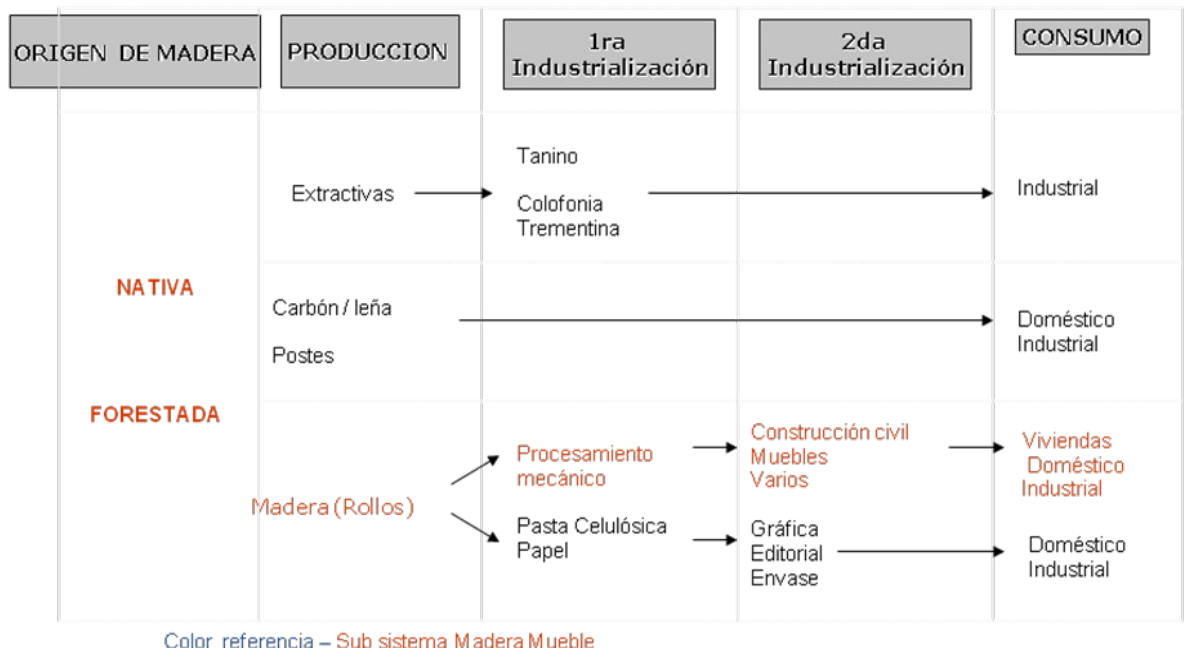 ORIGEN DE MADERA
PRODUCCION
1ra
Industrialización
2da
Industrialización
CONSUMO
NATIVA
FORESTADA
Extractivas
Tanino
Colofonia
Trementina
Industrial
Carbón / leña
Postes
Doméstico
Industrial
Madera (Rollos)
Procesamiento
mecánico
Construcción civil
Muebles
Varios
Viviendas
Doméstico
Industrial
Pasta Celulósica
Papel
Gráfica
Editorial
Envase
Doméstico
Industrial
Color referencia – Sub sistema Madera Mueble